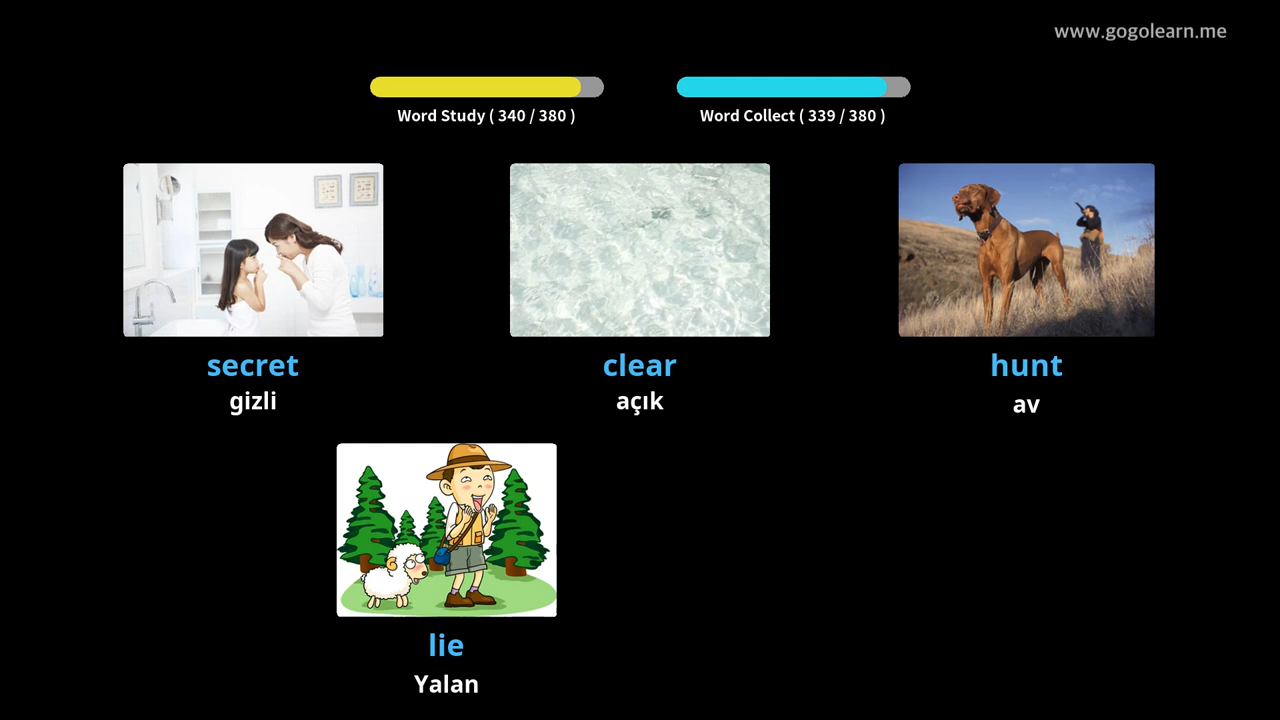 www.gogolearn.me
Word Study ( 340 / 380 )
Word Collect ( 339 / 380 )
secret
gizli
clear
açık
hunt
av
lie
Yalan